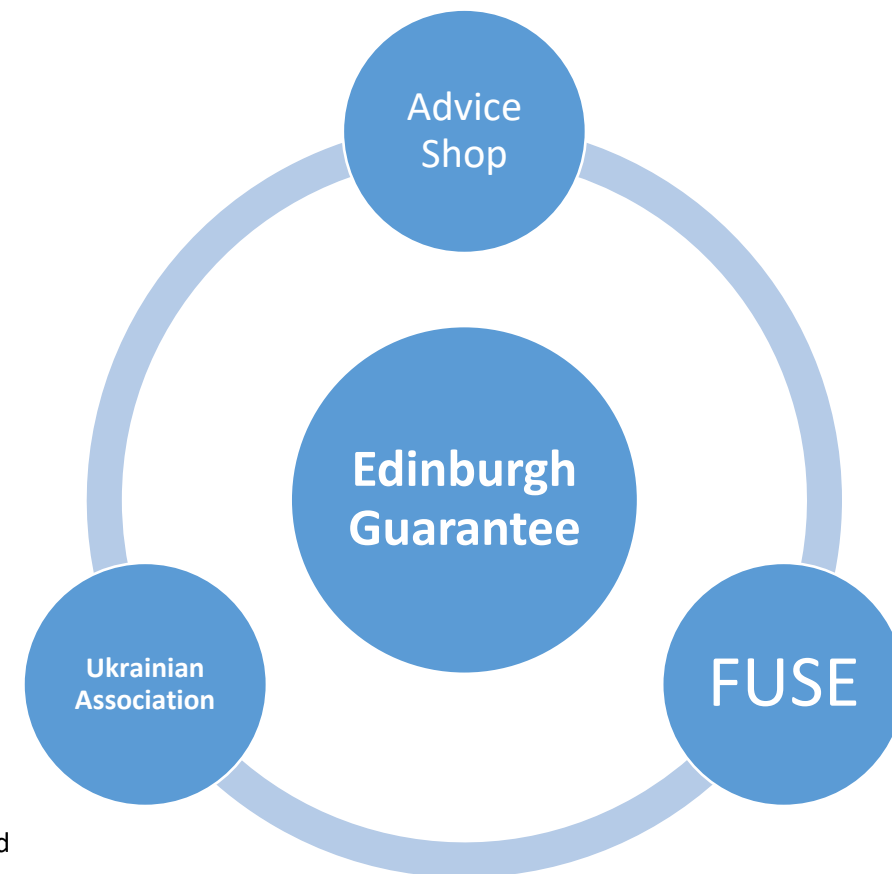 Advice
Shop
Edinburgh
Guarantee
Ukrainian
Association
FUSE
d